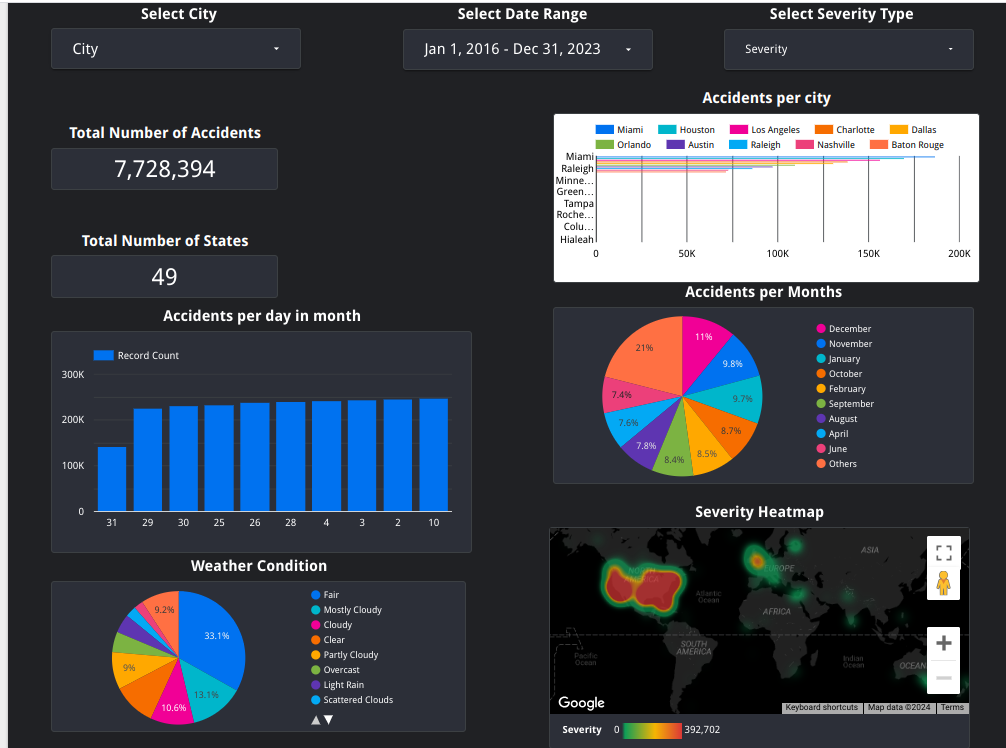 Select City
Select Date Range
Select Severity Type
City
Jan 1, 2016 - Dec 31, 2023
Severity
Total Number of Accidents
7,728,394
Total Number of States
49
Accidents per city
Miami Houston Los Angeles Charlotte Dallas
Orlando Austin Raleigh Nashville Baton Rouge
Miami
Raleigh
Minne…
Green…
Tampa
Roche…
Colu…
Hialeah
0 50K 100K 150K 200K
Accidents per day in month
Record Count
300K
200K
100K
0
31 29 30 25 26 28 4 3 2 10
Accidents per Months
11%
9.8%
9.7%
8.7%
8.5%
8.4%
7.8%
7.6%
7.4%
21%
December
November
January
October
February
September
August
April
June
Others
Weather Condition
33.1%
13.1%
10.6%
9%
9.2%
Fair
Mostly Cloudy
Cloudy
Clear
Partly Cloudy
Overcast
Light Rain
Scattered Clouds
Severity Heatmap
ASIA
NORTH
AMERICA
EUROPE
Atlantic
Ocean
AFRICA
SOUTH
AMERICA
Pacific
Ocean
Indian
Ocean
OCEAN
Google
Keyboard shortcuts Map data ©2024 Terms
Severity 0 392,702